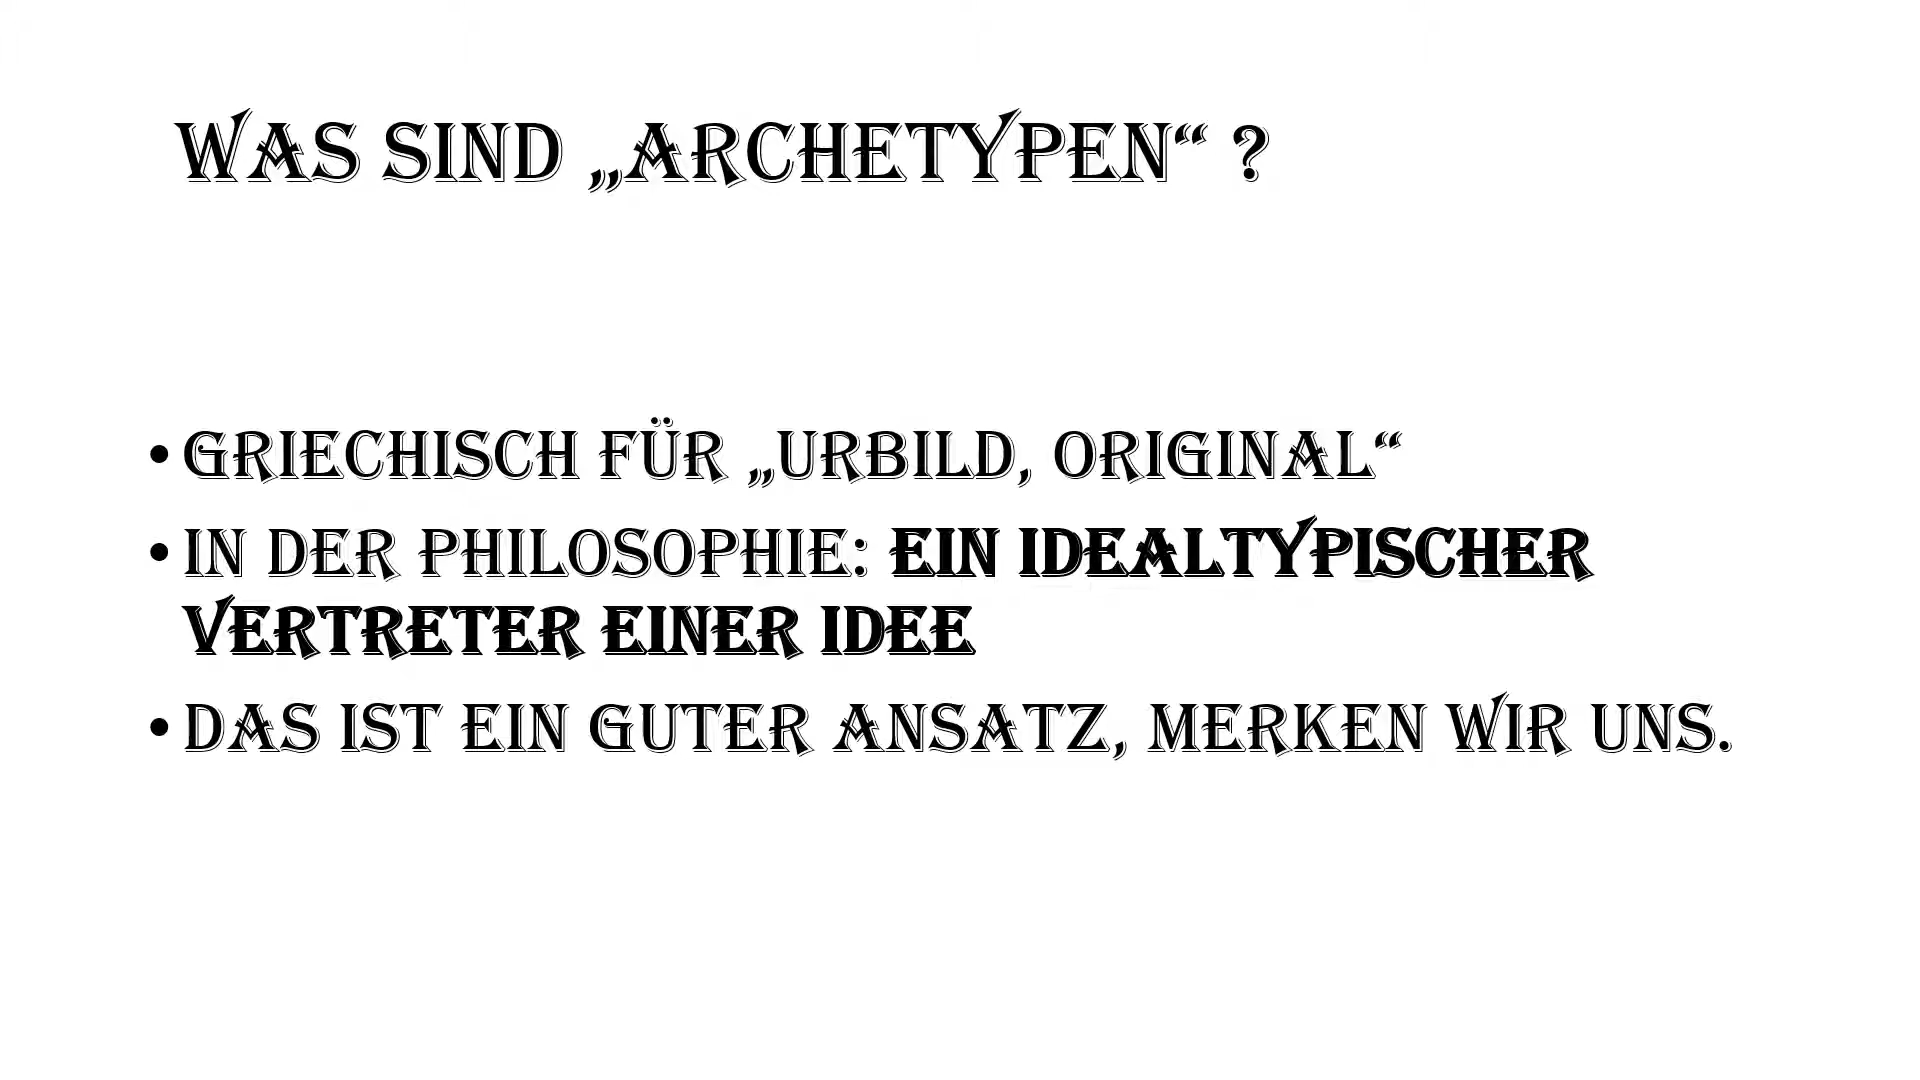 WAS SIND „ARCHETYPEN“ ?
• GRIECHISCH FÜR „URBILD, ORIGINAL“
• IN DER PHILOSOPHIE: EIN IDEALTYPISCHER
VERTRETER EINER IDEE
• DAS IST EIN GUTER ANSATZ, MERKEN WIR UNS.